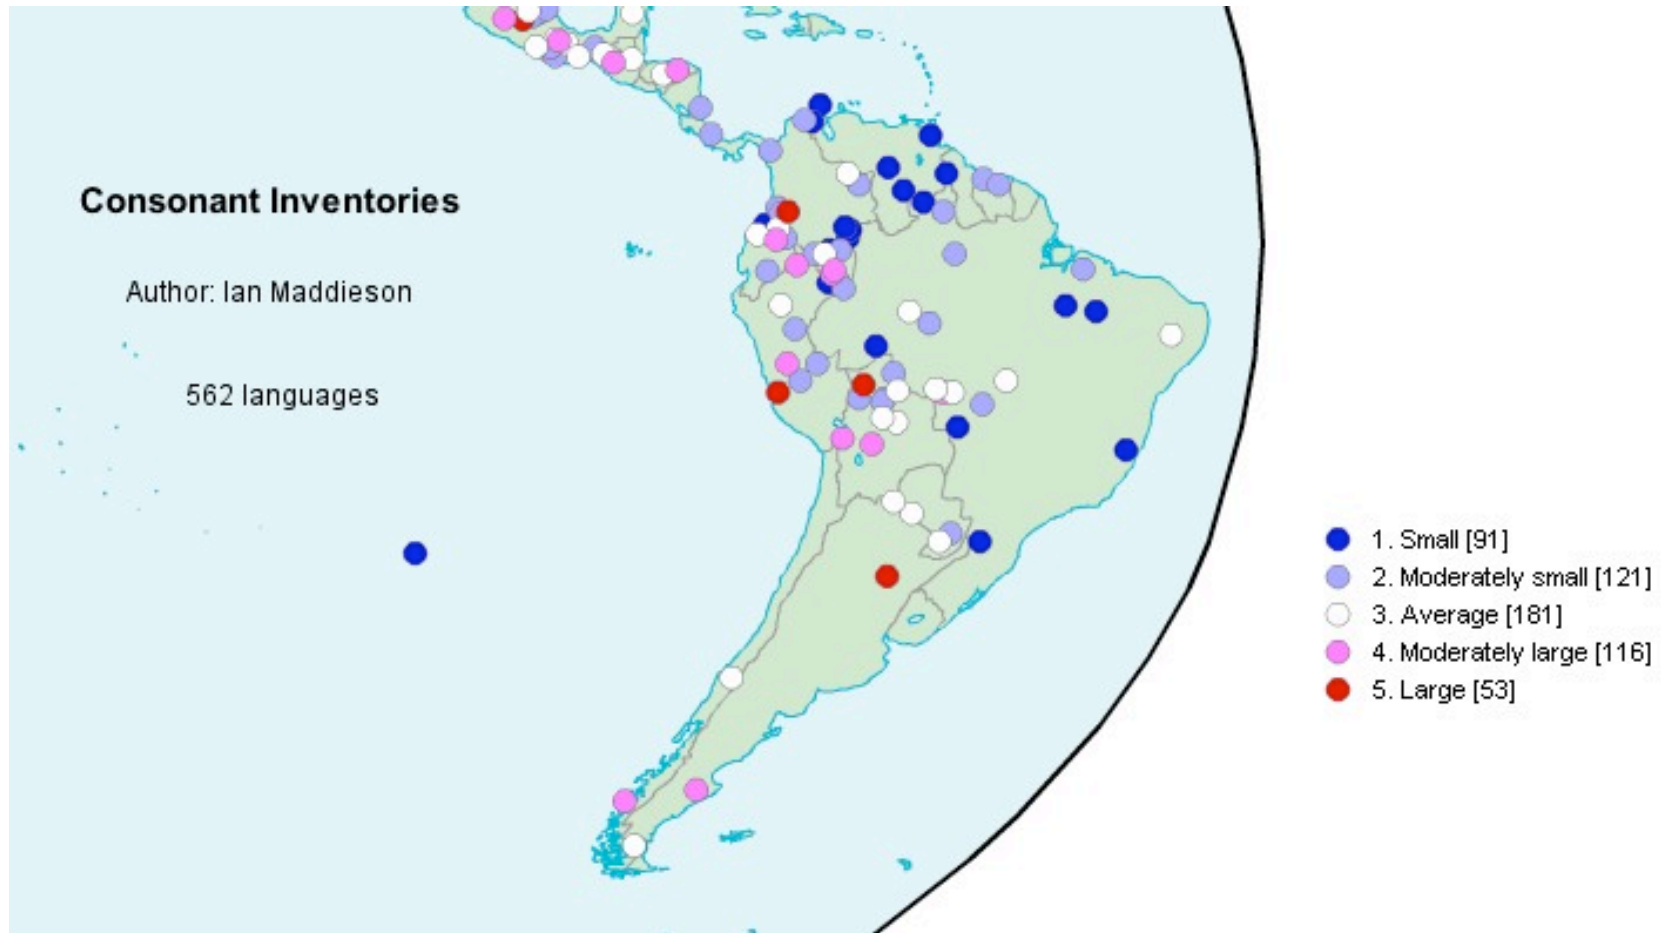 Consonant Inventories
Author: Ian Maddieson
562 languages
1. Small [91]
2. Moderately small [121]
3. Average [181]
4. Moderately large [116]
5. Large [53]